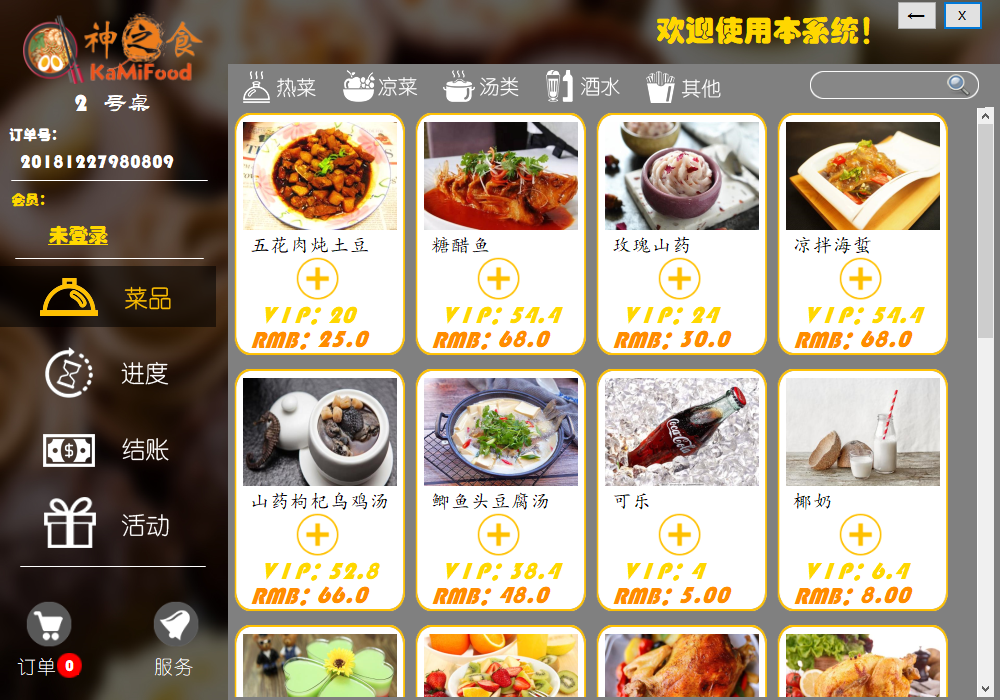 神之食
KaMiFood
2 号桌
订单号:
20181227980809
会员:
未登录
菜品
进度
结账
活动
订单 0
服务
欢迎使用本系统!
← X
热菜 凉菜 汤类 酒水 其他
五花肉炖土豆
VIP: 20
RMB: 25.0
糖醋鱼
VIP: 54.4
RMB: 68.0
玫瑰山药
VIP: 24
RMB: 30.0
凉拌海蜇
VIP: 54.4
RMB: 68.0
山药枸杞乌鸡汤
VIP: 52.8
RMB: 66.0
鲫鱼头豆腐汤
VIP: 38.4
RMB: 48.0
Coca-Cola
可乐
VIP: 4
RMB: 5.00
椰奶
VIP: 6.4
RMB: 8.00